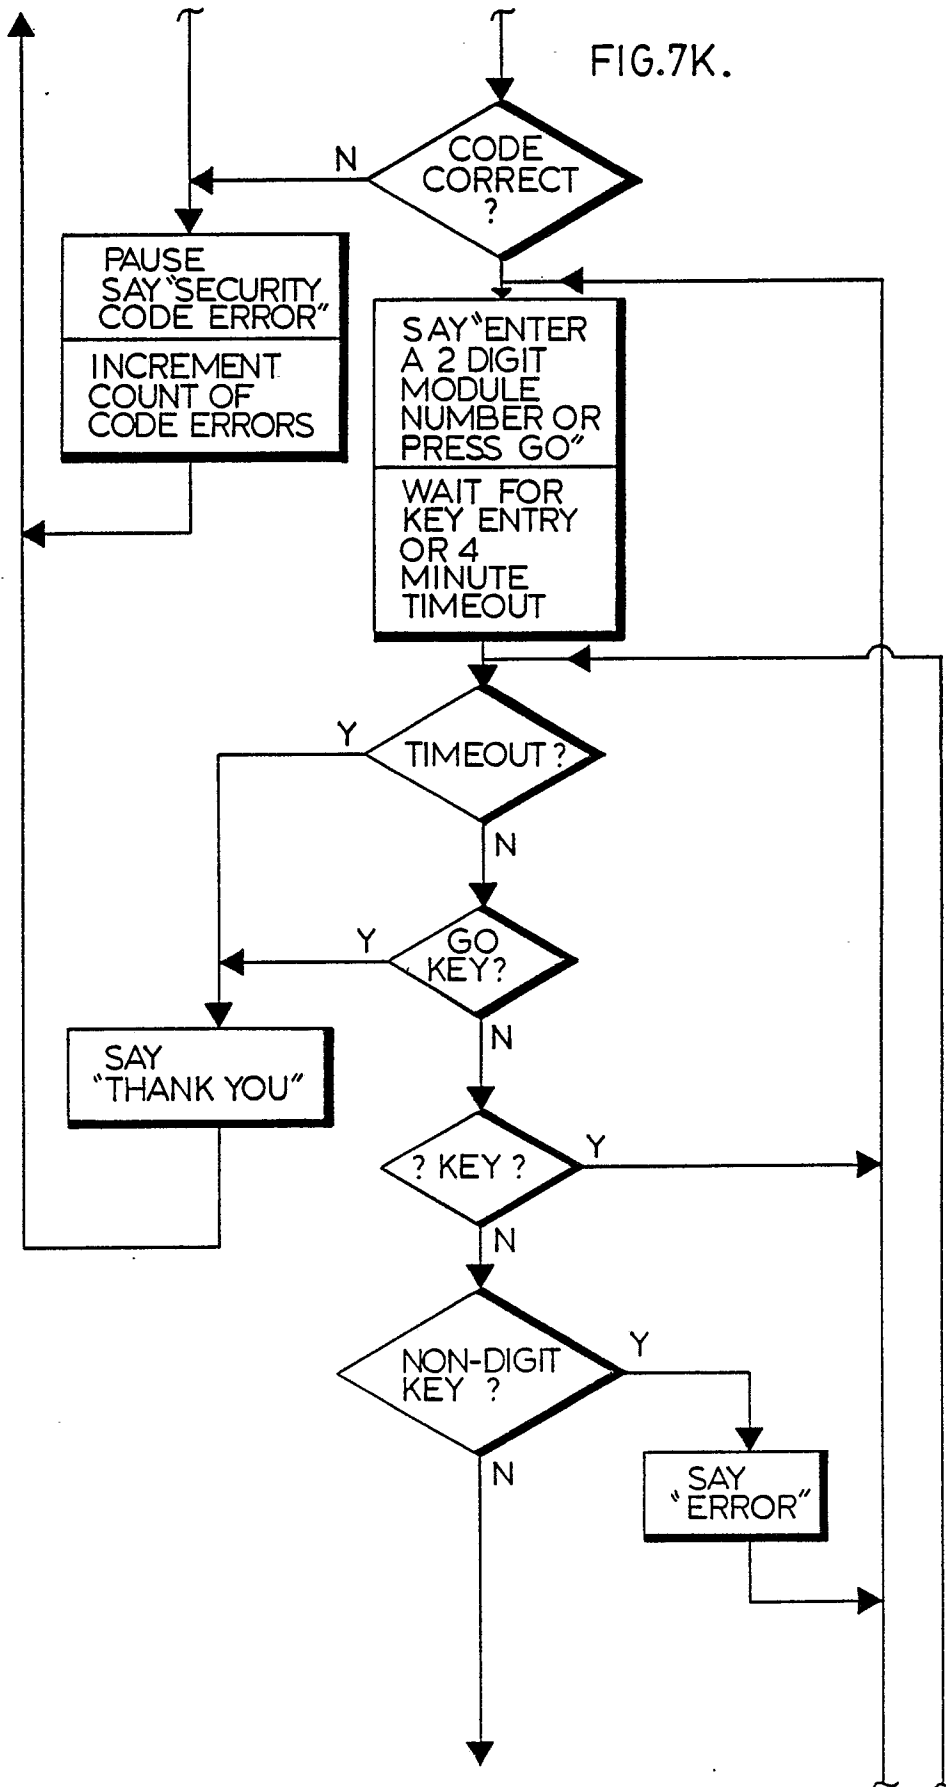 FIG.7K.
CODE
CORRECT
?
N
PAUSE
SAY "SECURITY
CODE ERROR"
INCREMENT
COUNT OF
CODE ERRORS
SAY "ENTER
A 2 DIGIT
MODULE
NUMBER OR
PRESS GO"
WAIT FOR
KEY ENTRY
OR 4
MINUTE
TIMEOUT
Y
TIMEOUT?
N
Y
GO
KEY?
N
SAY
"THANK YOU"
? KEY ?
Y
N
NON-DIGIT
KEY ?
Y
N
SAY
"ERROR"